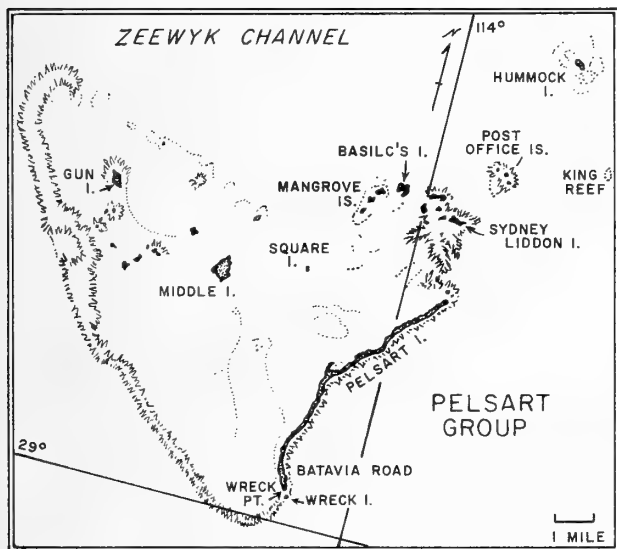 ZEEWYK CHANNEL
N
114°
HUMMOCK
I.
POST
OFFICE IS.
BASILC'S I.
GUN
I.
MANGROVE
IS.
KING
REEF
SQUARE
I.
SYDNEY
LIDDON I.
MIDDLE I.
PELSART I.
PELSART
GROUP
29°
BATAVIA ROAD
WRECK
PT.
WRECK I.
1 MILE